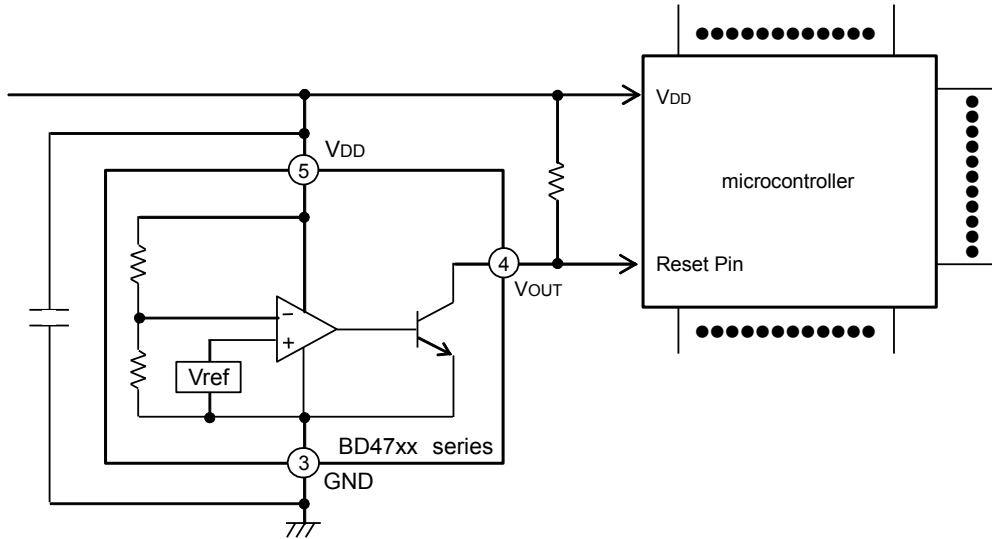 VDD
VDD
5
microcontroller
4
Reset Pin
VOUT
−
+
Vref
BD47xx series
3
GND